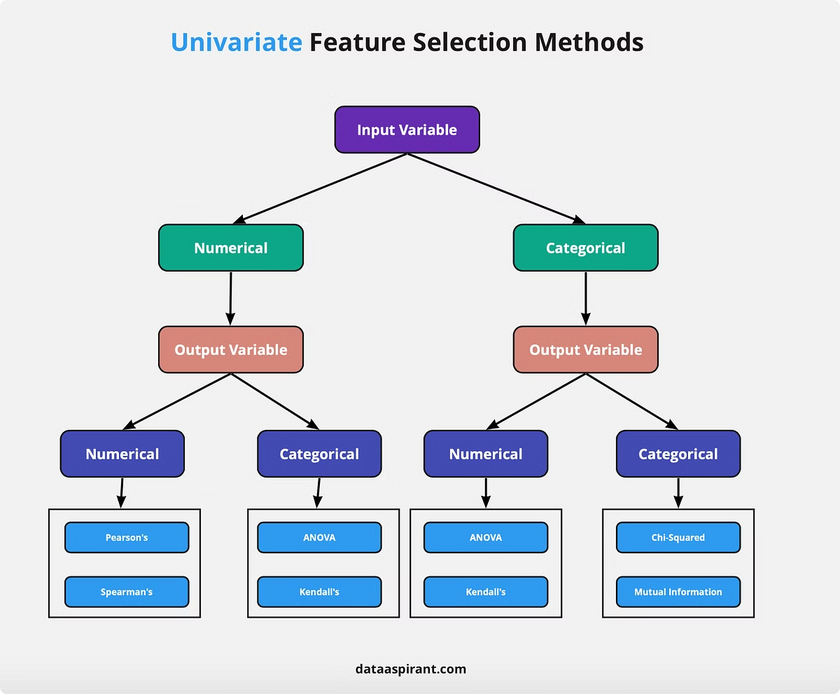 Univariate Feature Selection Methods
Input Variable
Numerical
Categorical
Output Variable
Output Variable
Numerical
Categorical
Numerical
Categorical
Pearson's
ANOVA
ANOVA
Chi-Squared
Spearman's
Kendall's
Kendall's
Mutual Information
dataaspirant.com